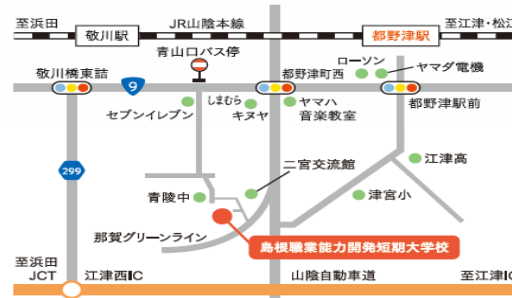 至浜田
JR山陰本線
至江津・松江
敬川駅
都野津駅
青山口バス停
ローソン
ヤマダ電機
敬川橋東詰
9
都野津町西
しまむら
セブンイレブン
キヌヤ
ヤマハ
音楽教室
都野津駅前
二宮交流館
江津高
299
青陵中
津宮小
那賀グリーンライン
島根職業能力開発短期大学校
至浜田
JCT
江津西IC
山陰自動車道
至江津IC